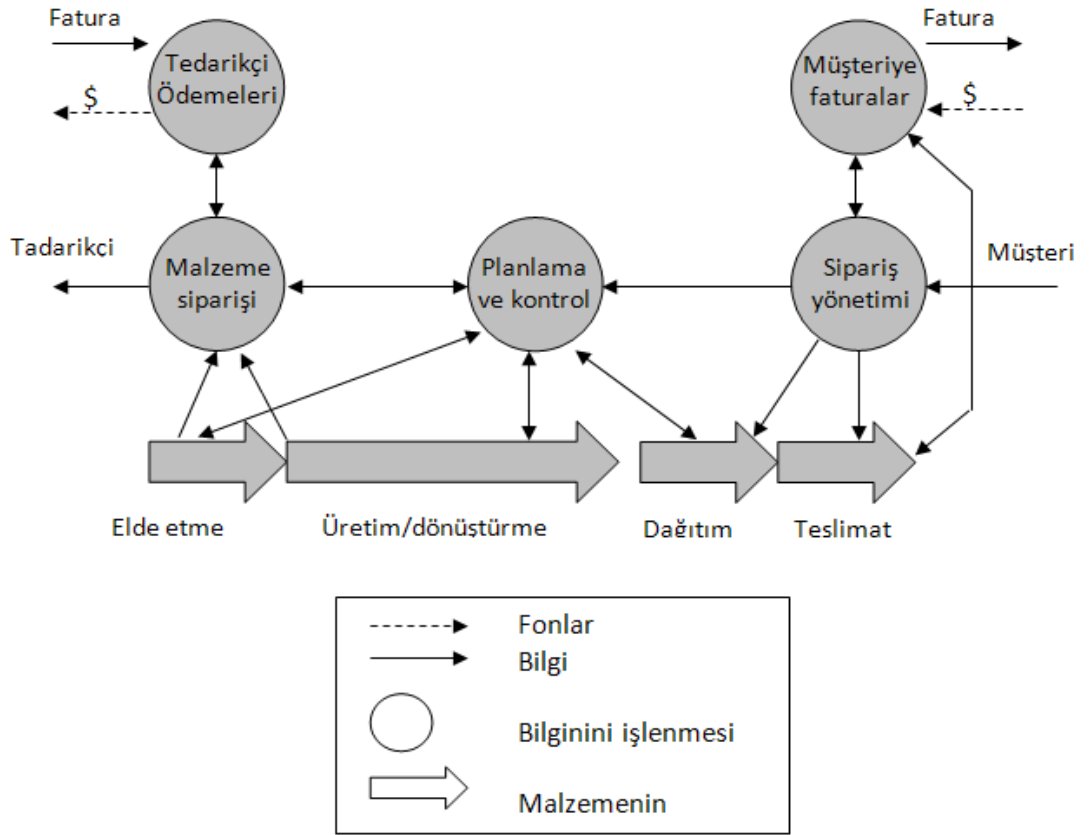 Fatura
$
Tedarikçi
Ödemeleri
Müşteriye
faturalar
Fatura
$
Tadarikçi
Malzeme
siparişi
Planlama
ve kontrol
Sipariş
yönetimi
Müşteri
Elde etme
Üretim/dönüştürme
Dağıtım
Teslimat
Fonlar
Bilgi
Bilginini işlenmesi
Malzemenin